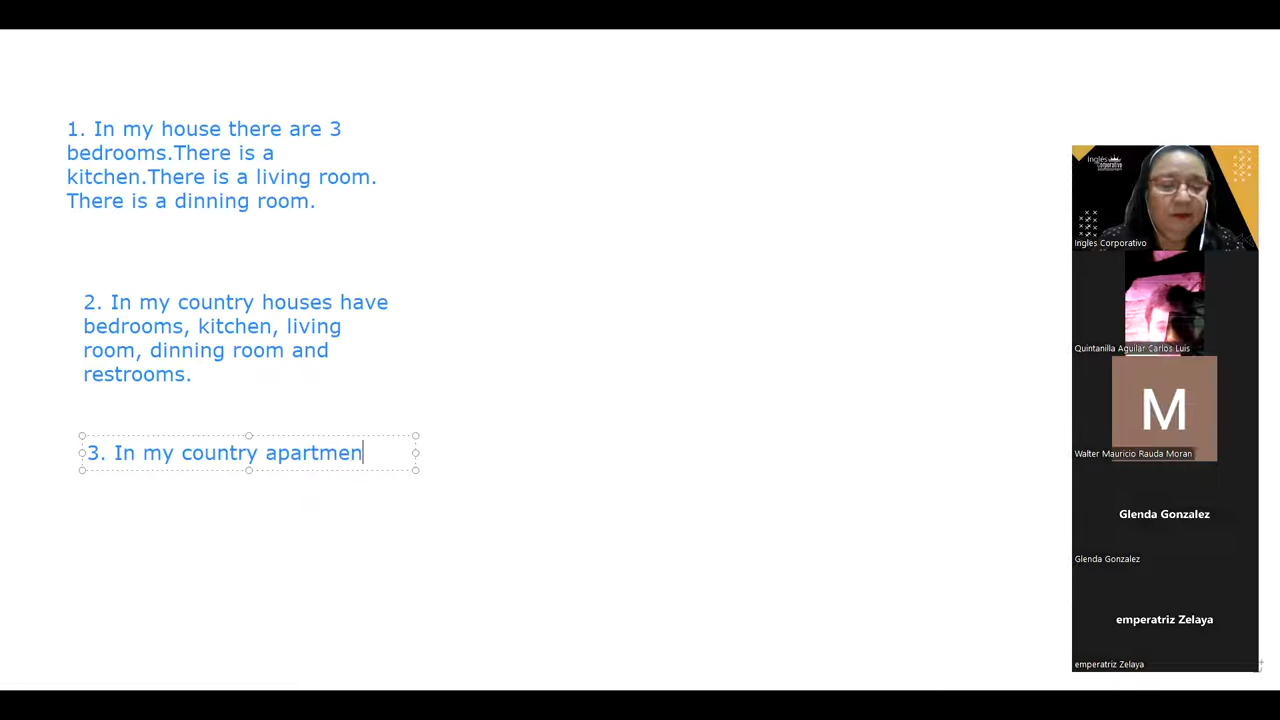 1. In my house there are 3
bedrooms.There is a
kitchen.There is a living room.
There is a dinning room.
2. In my country houses have
bedrooms, kitchen, living
room, dinning room and
restrooms.
3. In my country apartmen
Inglés
Corporativo
Ingles Corporativo
Quintanilla Aguilar Carlos Luis
M
Walter Mauricio Rauda Moran
Glenda Gonzalez
Glenda Gonzalez
emperatriz Zelaya
emperatriz Zelaya